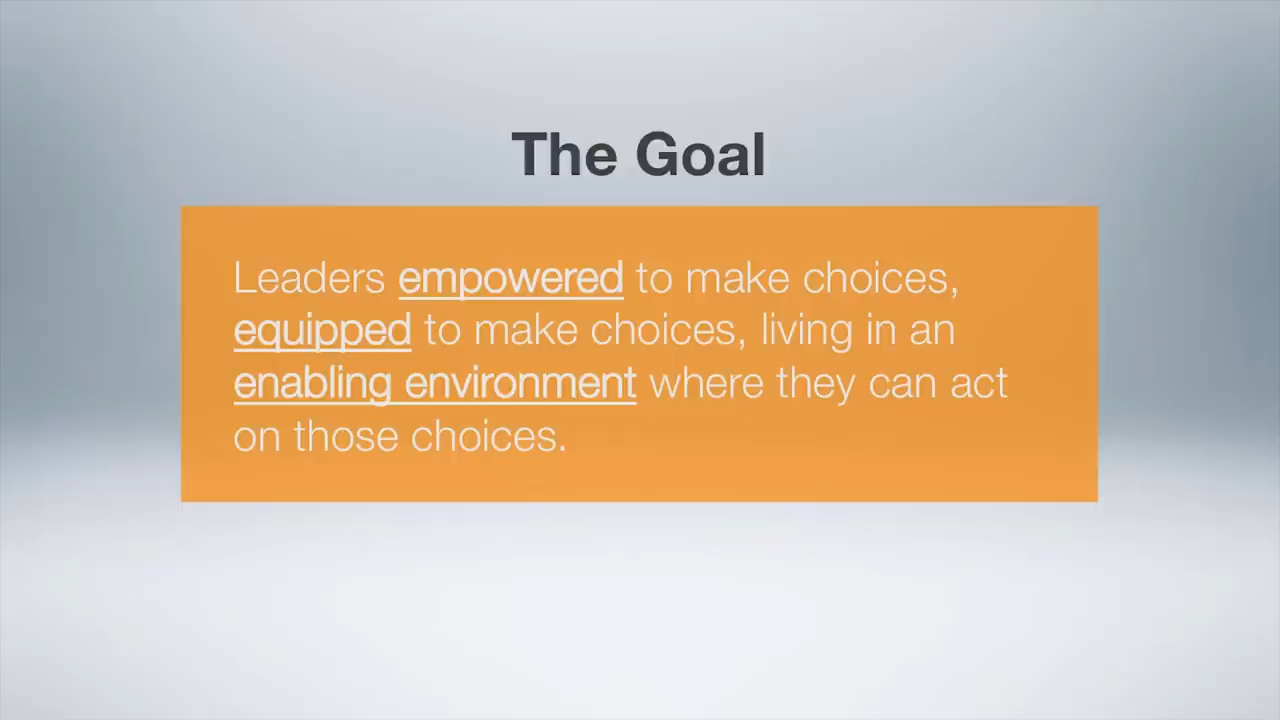 The Goal
Leaders empowered to make choices,
equipped to make choices, living in an
enabling environment where they can act
on those choices.